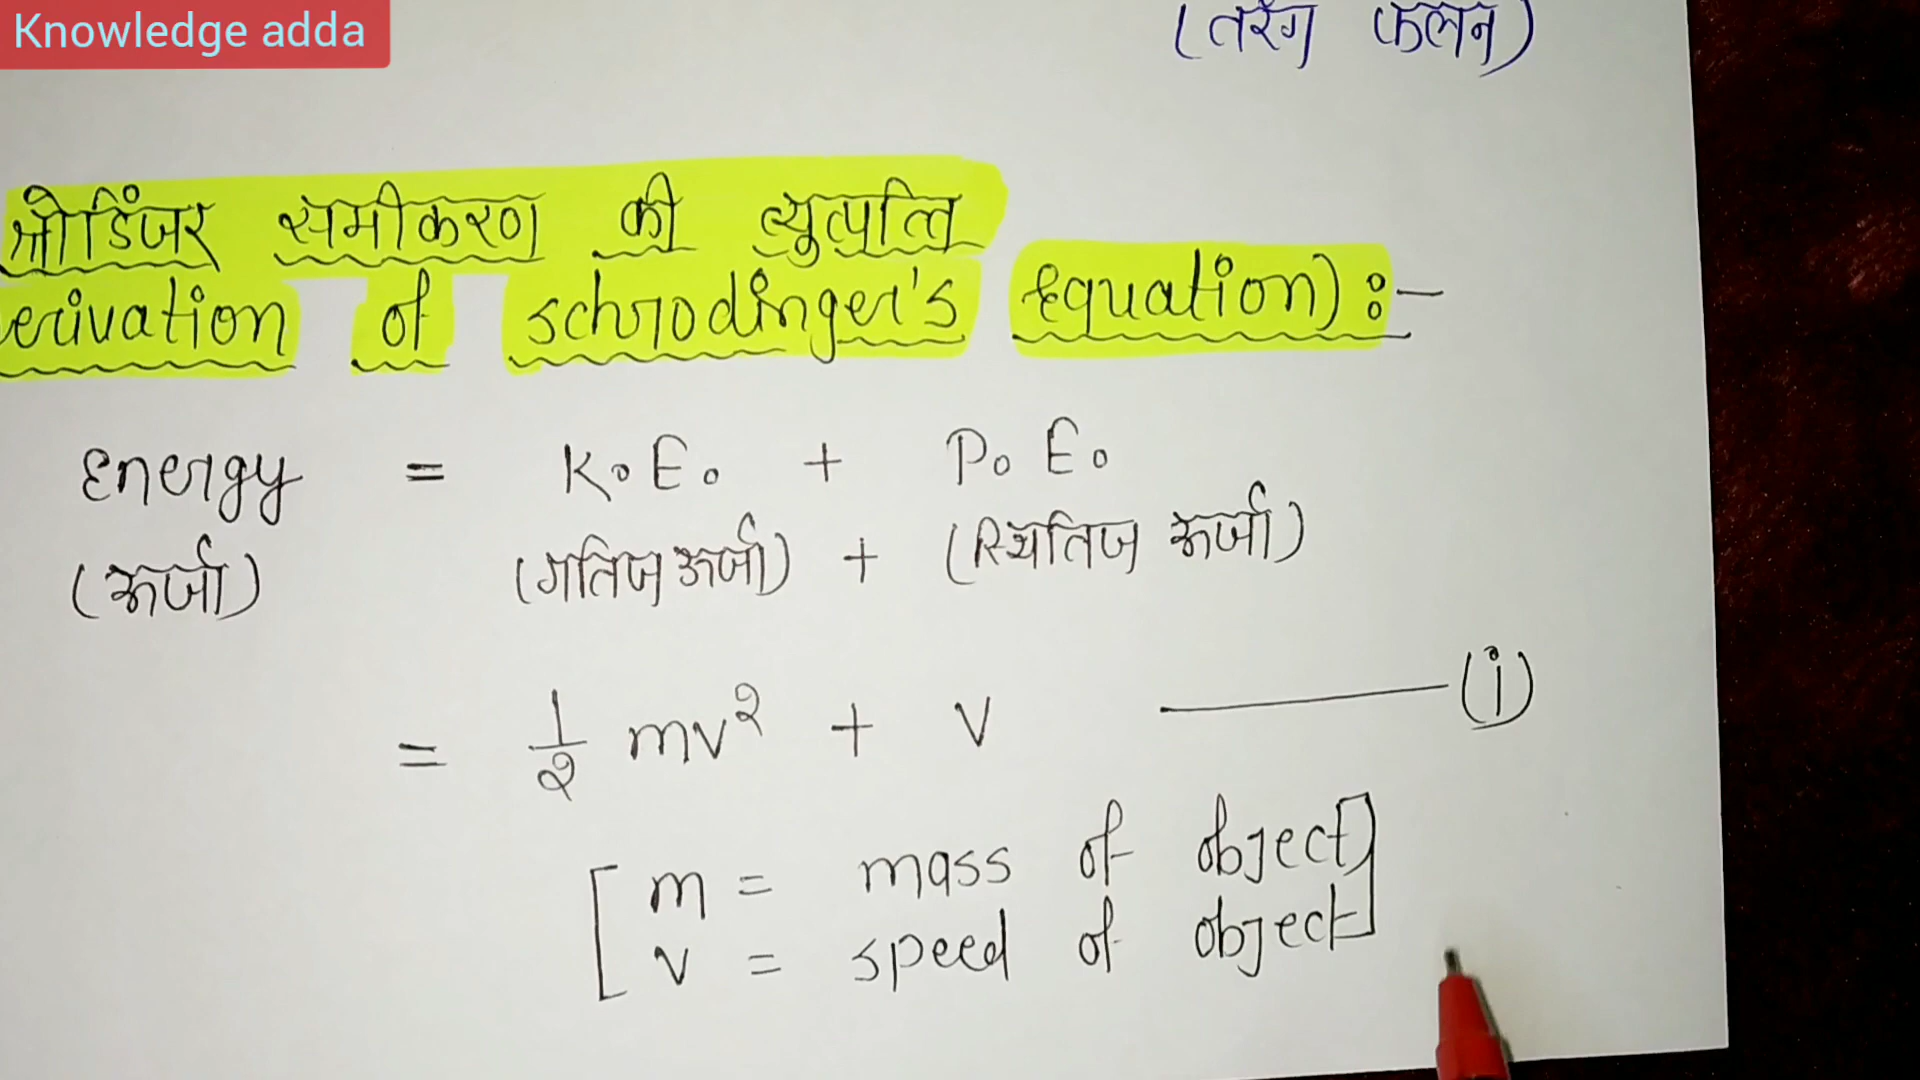 Knowledge adda
(तरंग फलन)
श्रोडिंजर समीकरण की व्युत्पत्ति
erivation of schrodinger's Equation):-
Energy = K.E. + P.E.
(ऊर्जा) (गतिज ऊर्जा) + (स्थितिज ऊर्जा)
= 1/2 mv² + V ———(i)
[ m = mass of object
v = speed of object ]